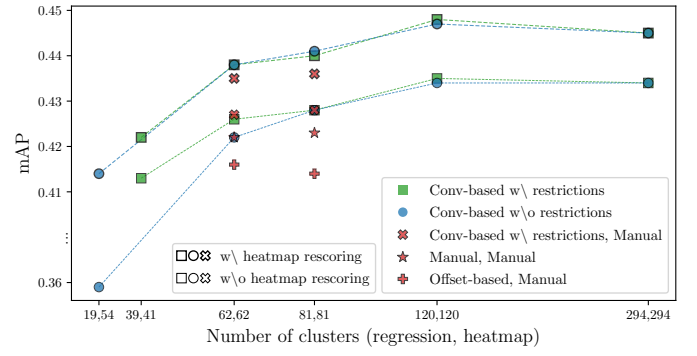 0.45
0.44
0.43
0.42
0.41
⋮
0.36
mAP
Conv-based w\ restrictions
Conv-based w\o restrictions
Conv-based w\ restrictions, Manual
Manual, Manual
Offset-based, Manual
w\ heatmap rescoring
w\o heatmap rescoring
19,54 39,41 62,62 81,81 120,120 294,294
Number of clusters (regression, heatmap)